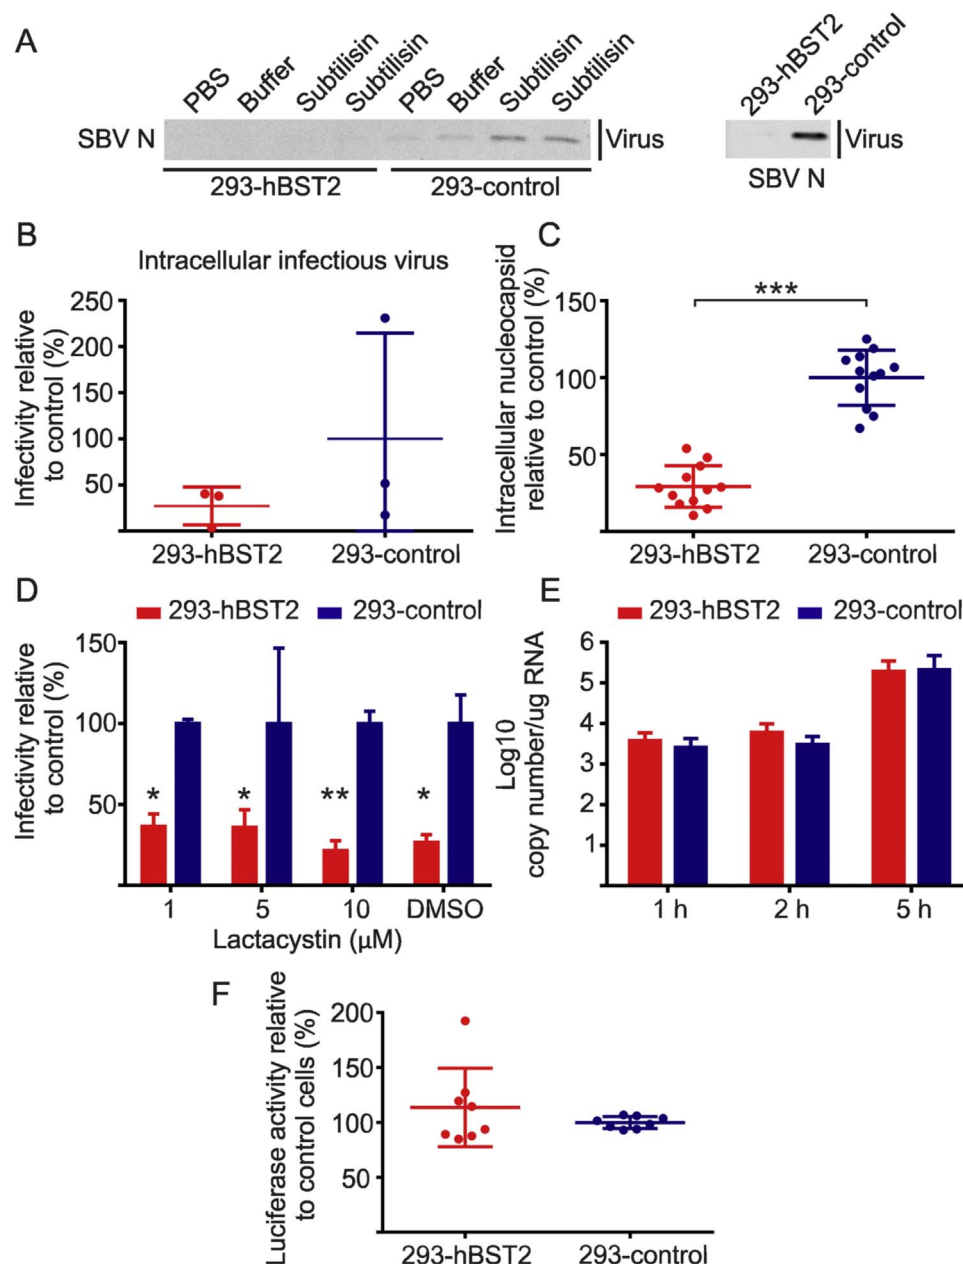 A
PBS
Buffer
Subtilisin
Subtilisin
PBS
Buffer
Subtilisin
Subtilisin
SBV N
Virus
293-hBST2
293-control
293-hBST2
293-control
Virus
SBV N
B
Intracellular infectious virus
Infectivity relative
to control (%)
250
200
150
100
50
293-hBST2
293-control
C
Intracellular nucleocapsid
relative to control (%)
150
100
50
***
293-hBST2
293-control
D
293-hBST2
293-control
Infectivity relative
to control (%)
150
100
50
*
*
**
*
1
5
10
DMSO
Lactacystin (μM)
E
293-hBST2
293-control
Log10
copy number/ug RNA
6
5
4
3
2
1
1 h
2 h
5 h
F
Luciferase activity relative
to control cells (%)
200
150
100
50
293-hBST2
293-control